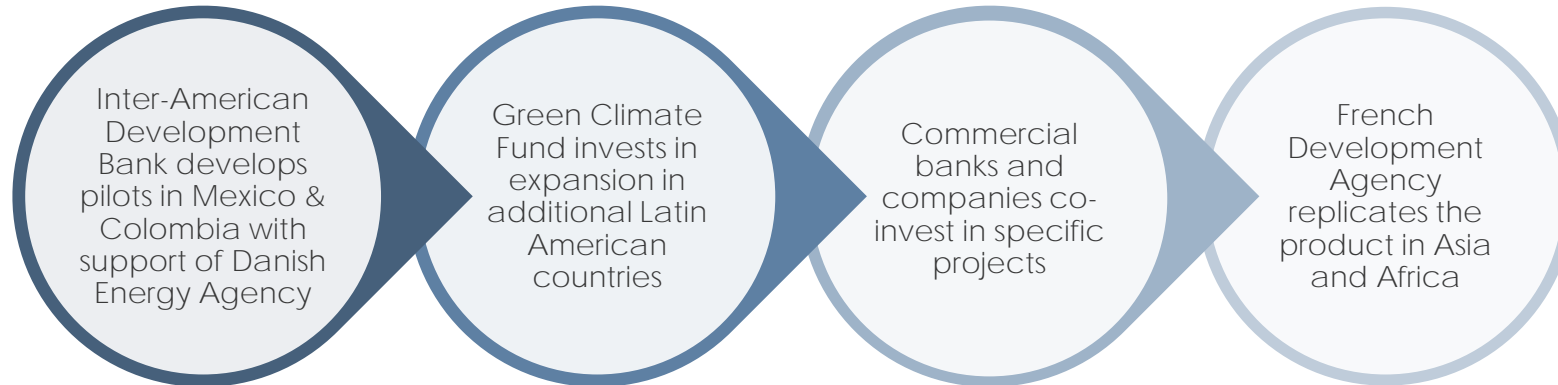 Inter-American
Development
Bank develops
pilots in Mexico &
Colombia with
support of Danish
Energy Agency
Green Climate
Fund invests in
expansion in
additional Latin
American
countries
Commercial
banks and
companies co-
invest in specific
projects
French
Development
Agency
replicates the
product in Asia
and Africa